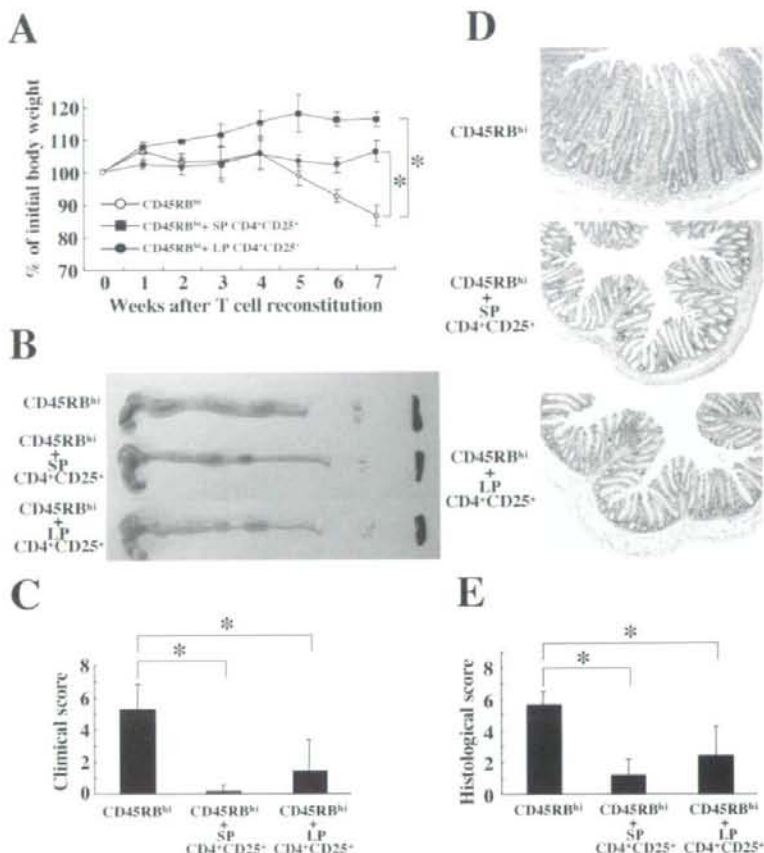 A
% of initial body weight
120
110
100
90
80
70
CD45RBʰⁱ
CD45RBʰⁱ+ SP CD4⁺CD25⁺
CD45RBʰⁱ+ LP CD4⁺CD25⁺
*
*
0 1 2 3 4 5 6 7
Weeks after T cell reconstitution
B
CD45RBʰⁱ
CD45RBʰⁱ
+
SP
CD4⁺CD25⁺
CD45RBʰⁱ
+
LP
CD4⁺CD25⁺
C
Climical score
8
6
4
2
0
*
*
CD45RBʰⁱ
CD45RBʰⁱ
+
SP
CD4⁺CD25⁺
CD45RBʰⁱ
+
LP
CD4⁺CD25⁺
D
CD45RBʰⁱ
CD45RBʰⁱ
+
SP
CD4⁺CD25⁺
CD45RBʰⁱ
+
LP
CD4⁺CD25⁺
E
Histological score
8
6
4
2
0
*
*
CD45RBʰⁱ
CD45RBʰⁱ
+
SP
CD4⁺CD25⁺
CD45RBʰⁱ
+
LP
CD4⁺CD25⁺